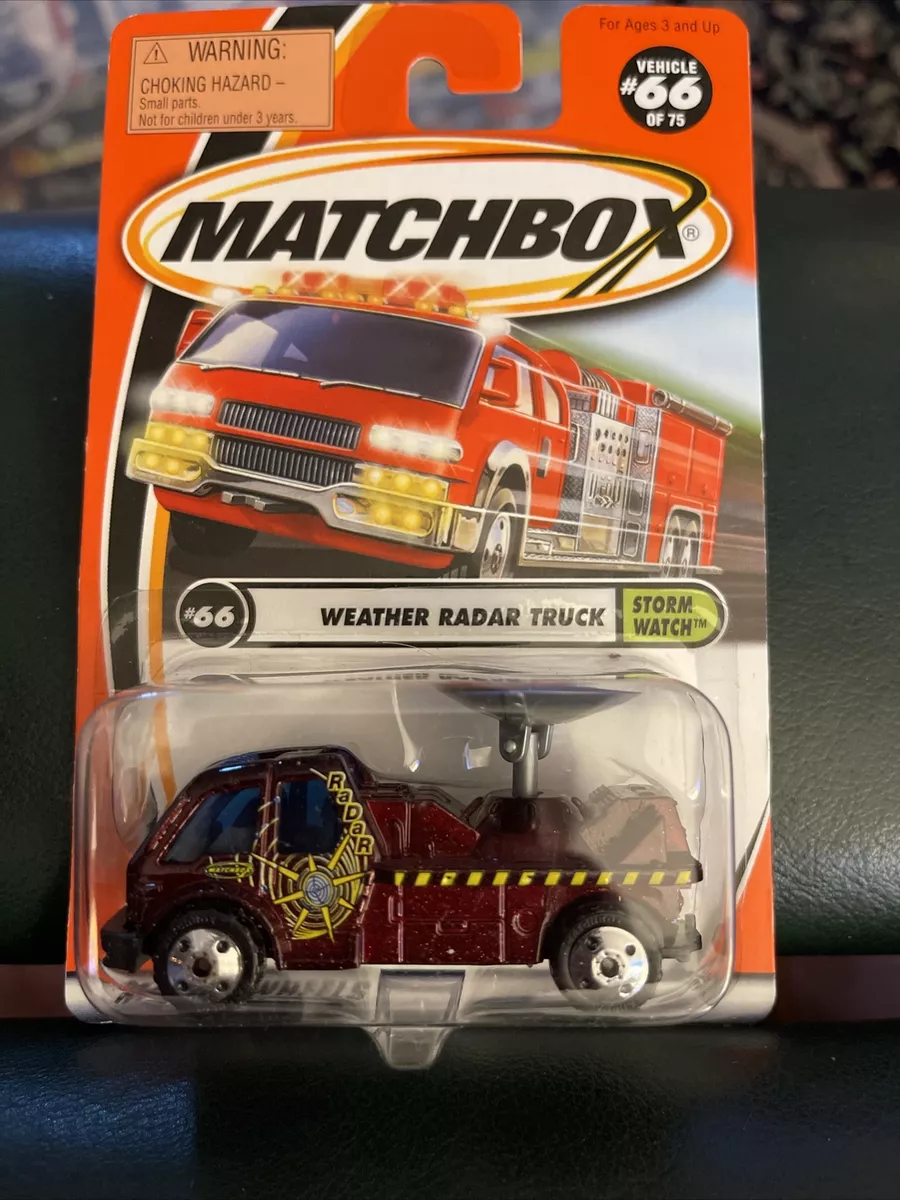 WARNING:
CHOKING HAZARD –
Small parts.
Not for children under 3 years.
For Ages 3 and Up
VEHICLE
#66
OF 75
MATCHBOX®
#66
WEATHER RADAR TRUCK
STORM
WATCH™
RaDaR
MATCHBOX